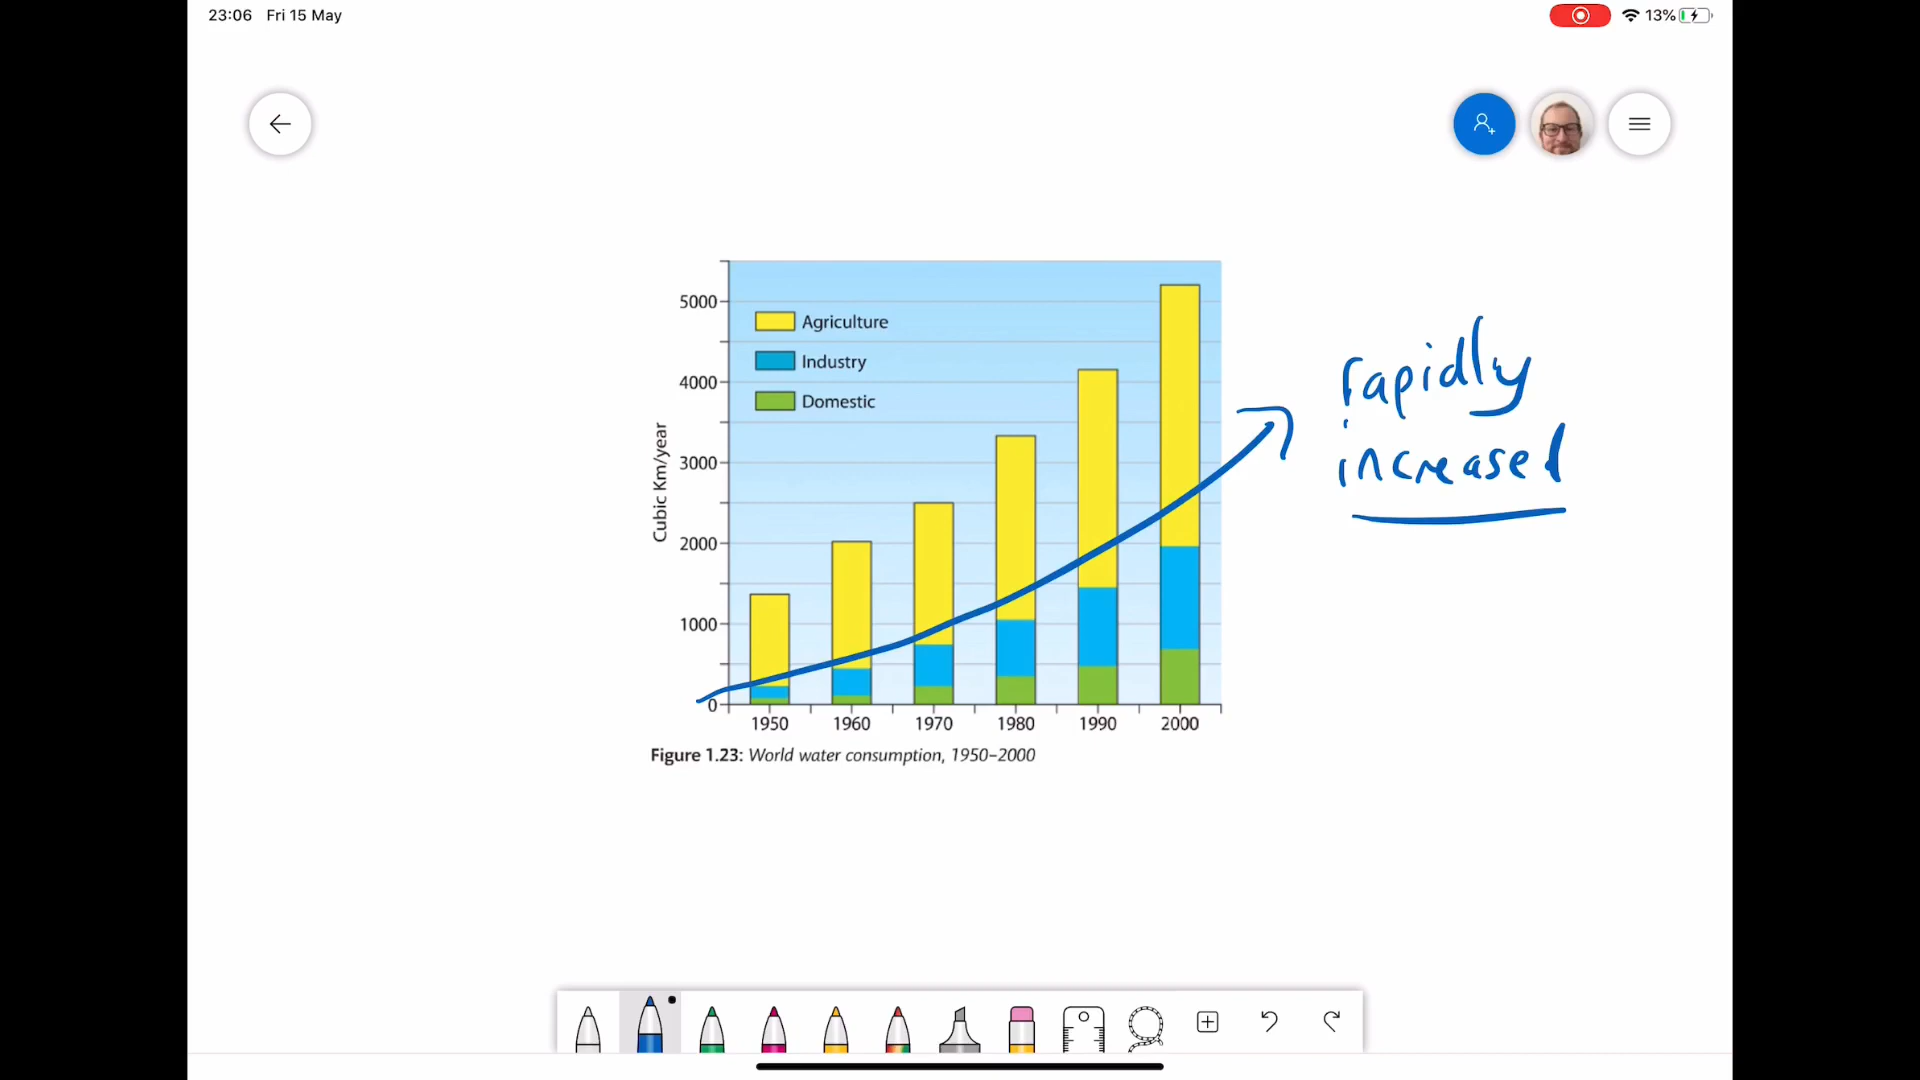 23:06 Fri 15 May
13%
5000
4000
3000
2000
1000
0
Cubic Km/year
Agriculture
Industry
Domestic
1950 1960 1970 1980 1990 2000
Figure 1.23: World water consumption, 1950–2000
rapidly
increased